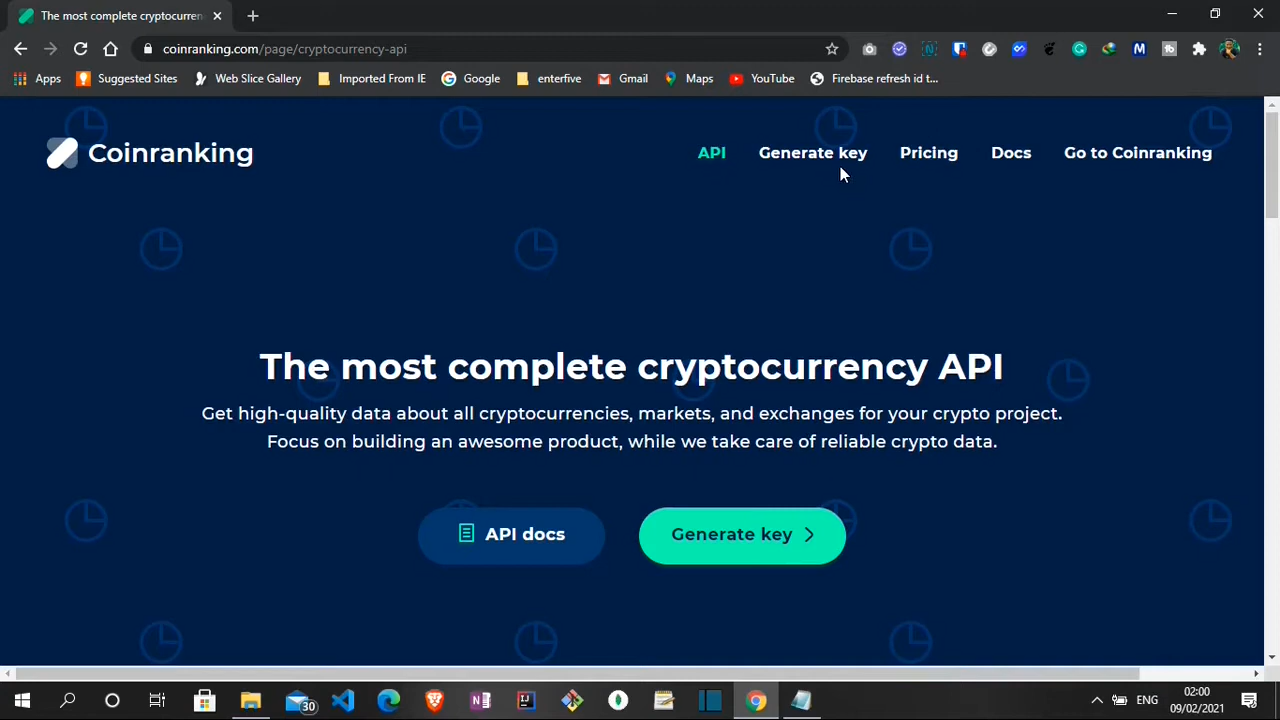 The most complete cryptocurren
coinranking.com/page/cryptocurrency-api
Apps Suggested Sites Web Slice Gallery Imported From IE Google enterfive Gmail Maps YouTube Firebase refresh id t...
Coinranking
API Generate key Pricing Docs Go to Coinranking
The most complete cryptocurrency API
Get high-quality data about all cryptocurrencies, markets, and exchanges for your crypto project.
Focus on building an awesome product, while we take care of reliable crypto data.
API docs Generate key
30
ENG
02:00
09/02/2021